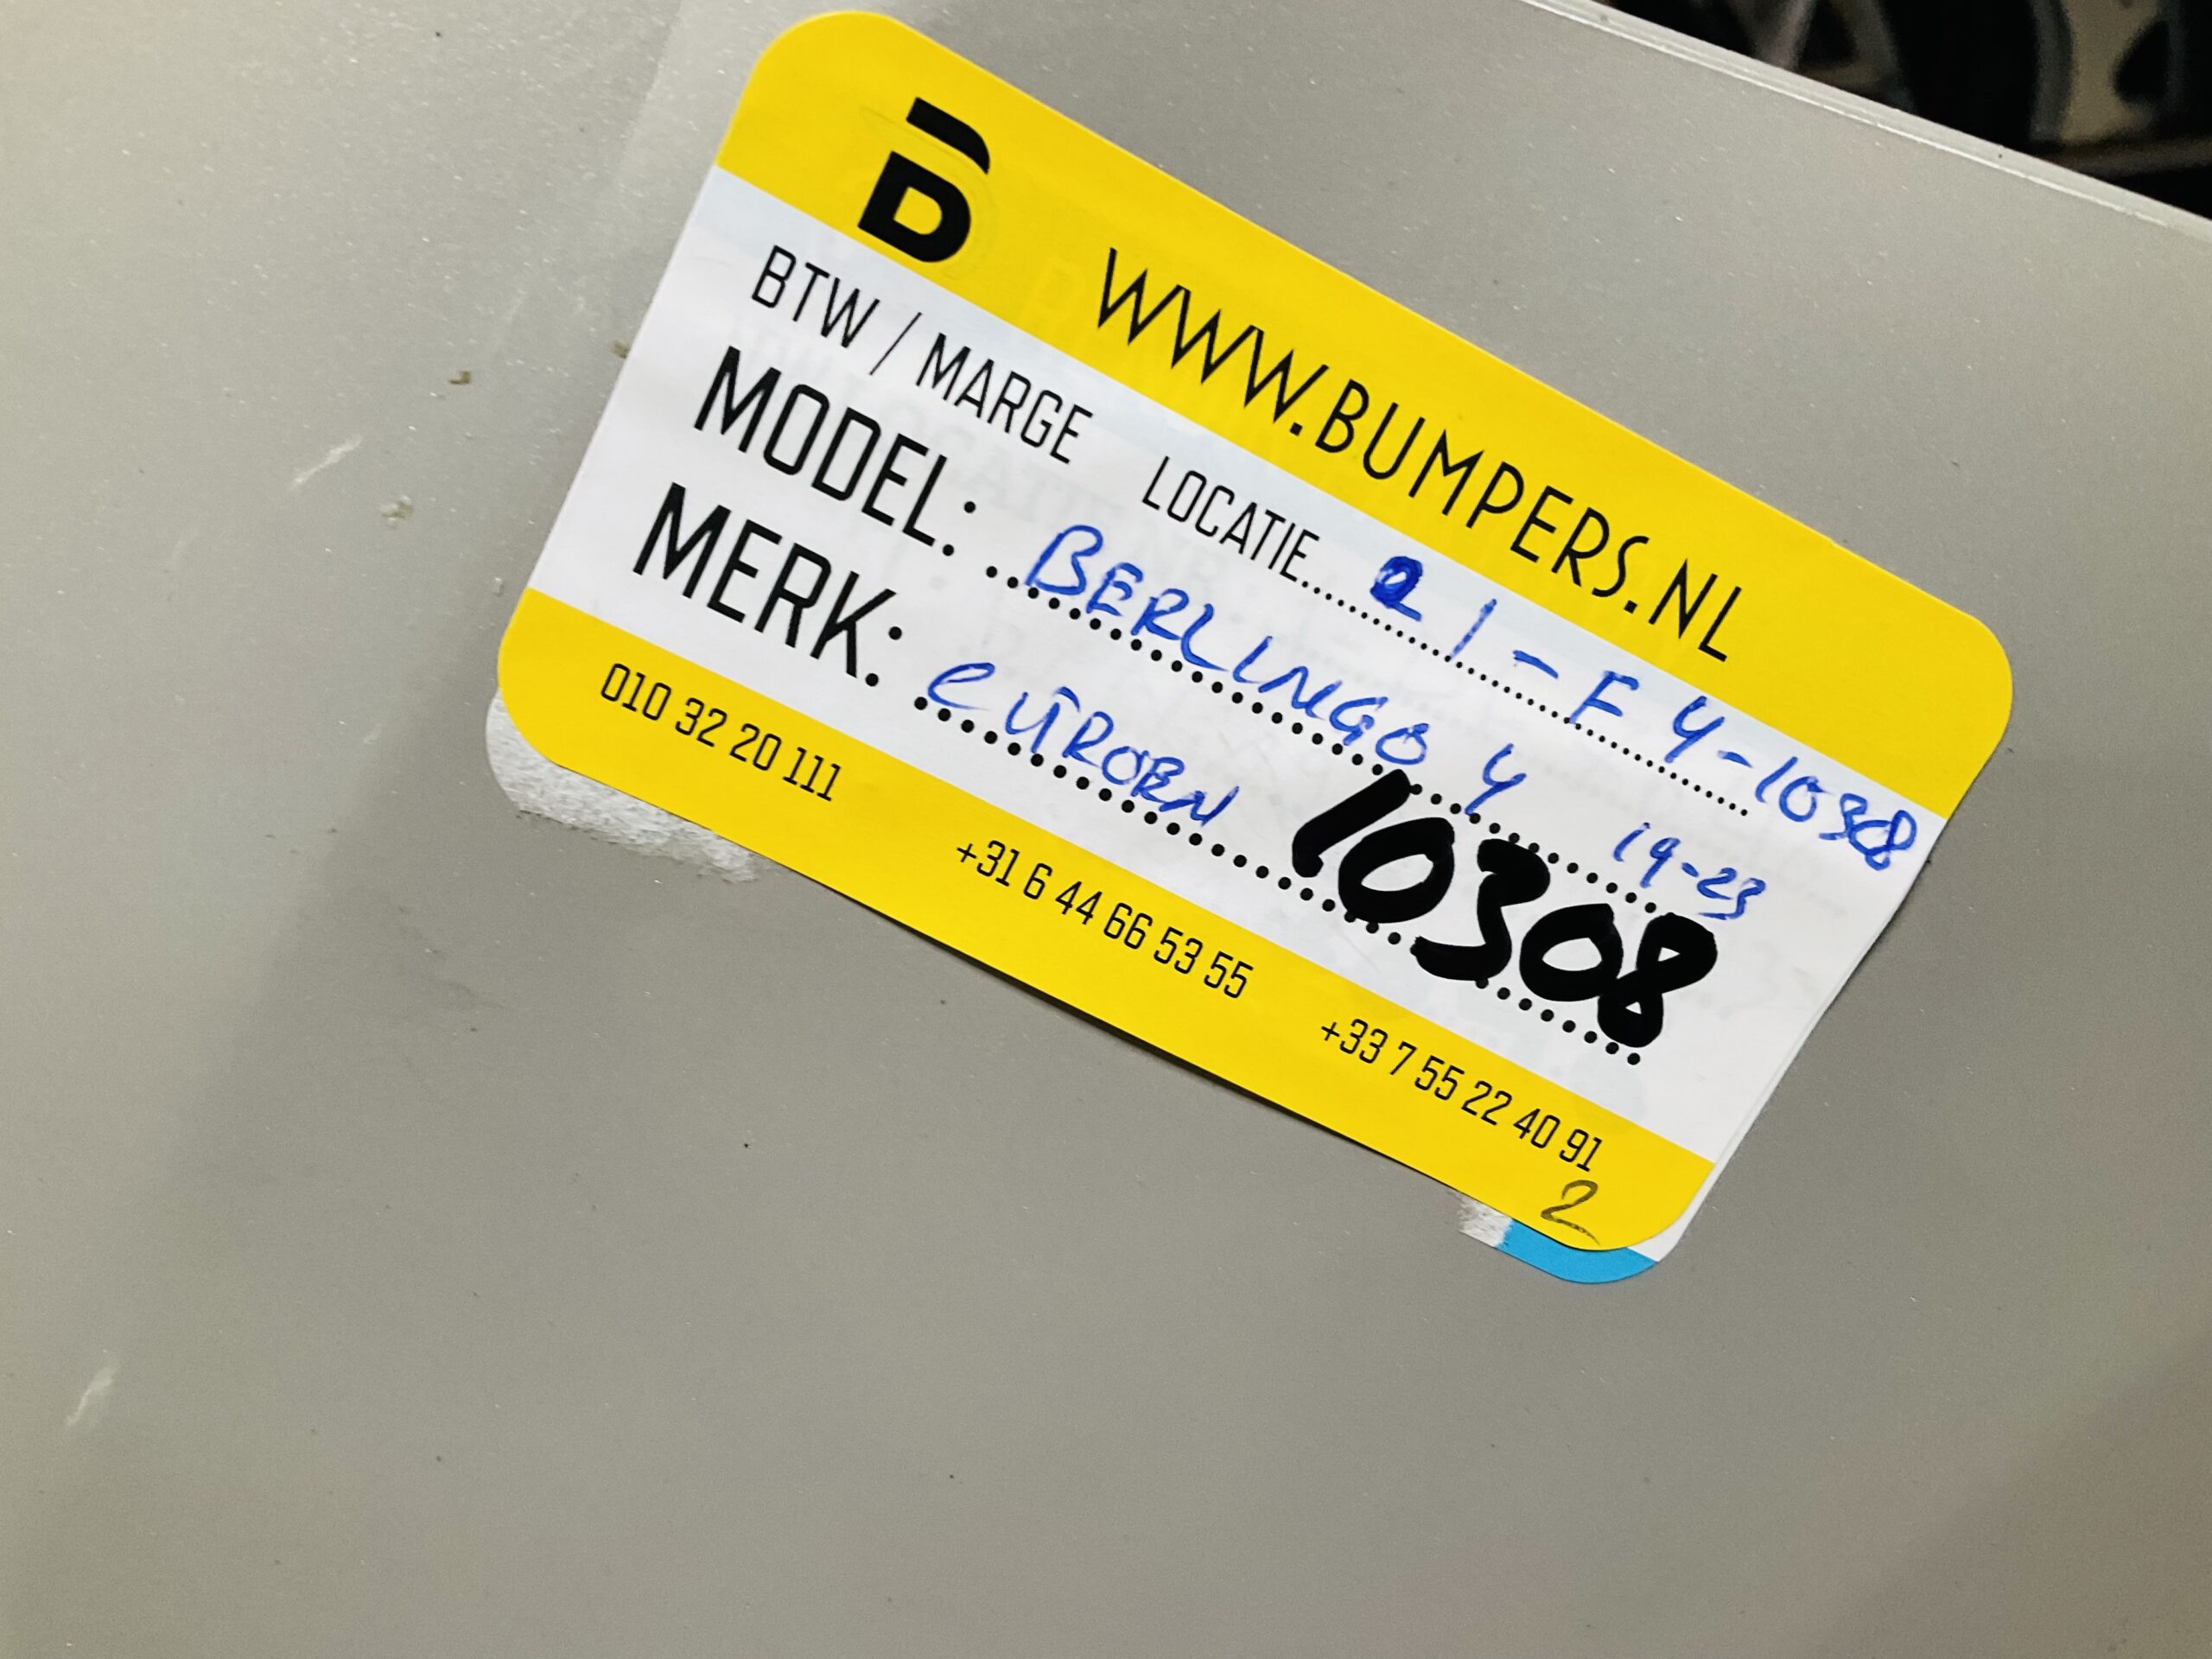 B WWW.BUMPERS.NL
BTW / MARGE LOCATIE 21-F4-10308
MODEL: BERLINGO 4 19-23
MERK: CITROEN 10308
010 32 20 111 +31 6 44 66 53 55 +33 7 55 22 40 91
2